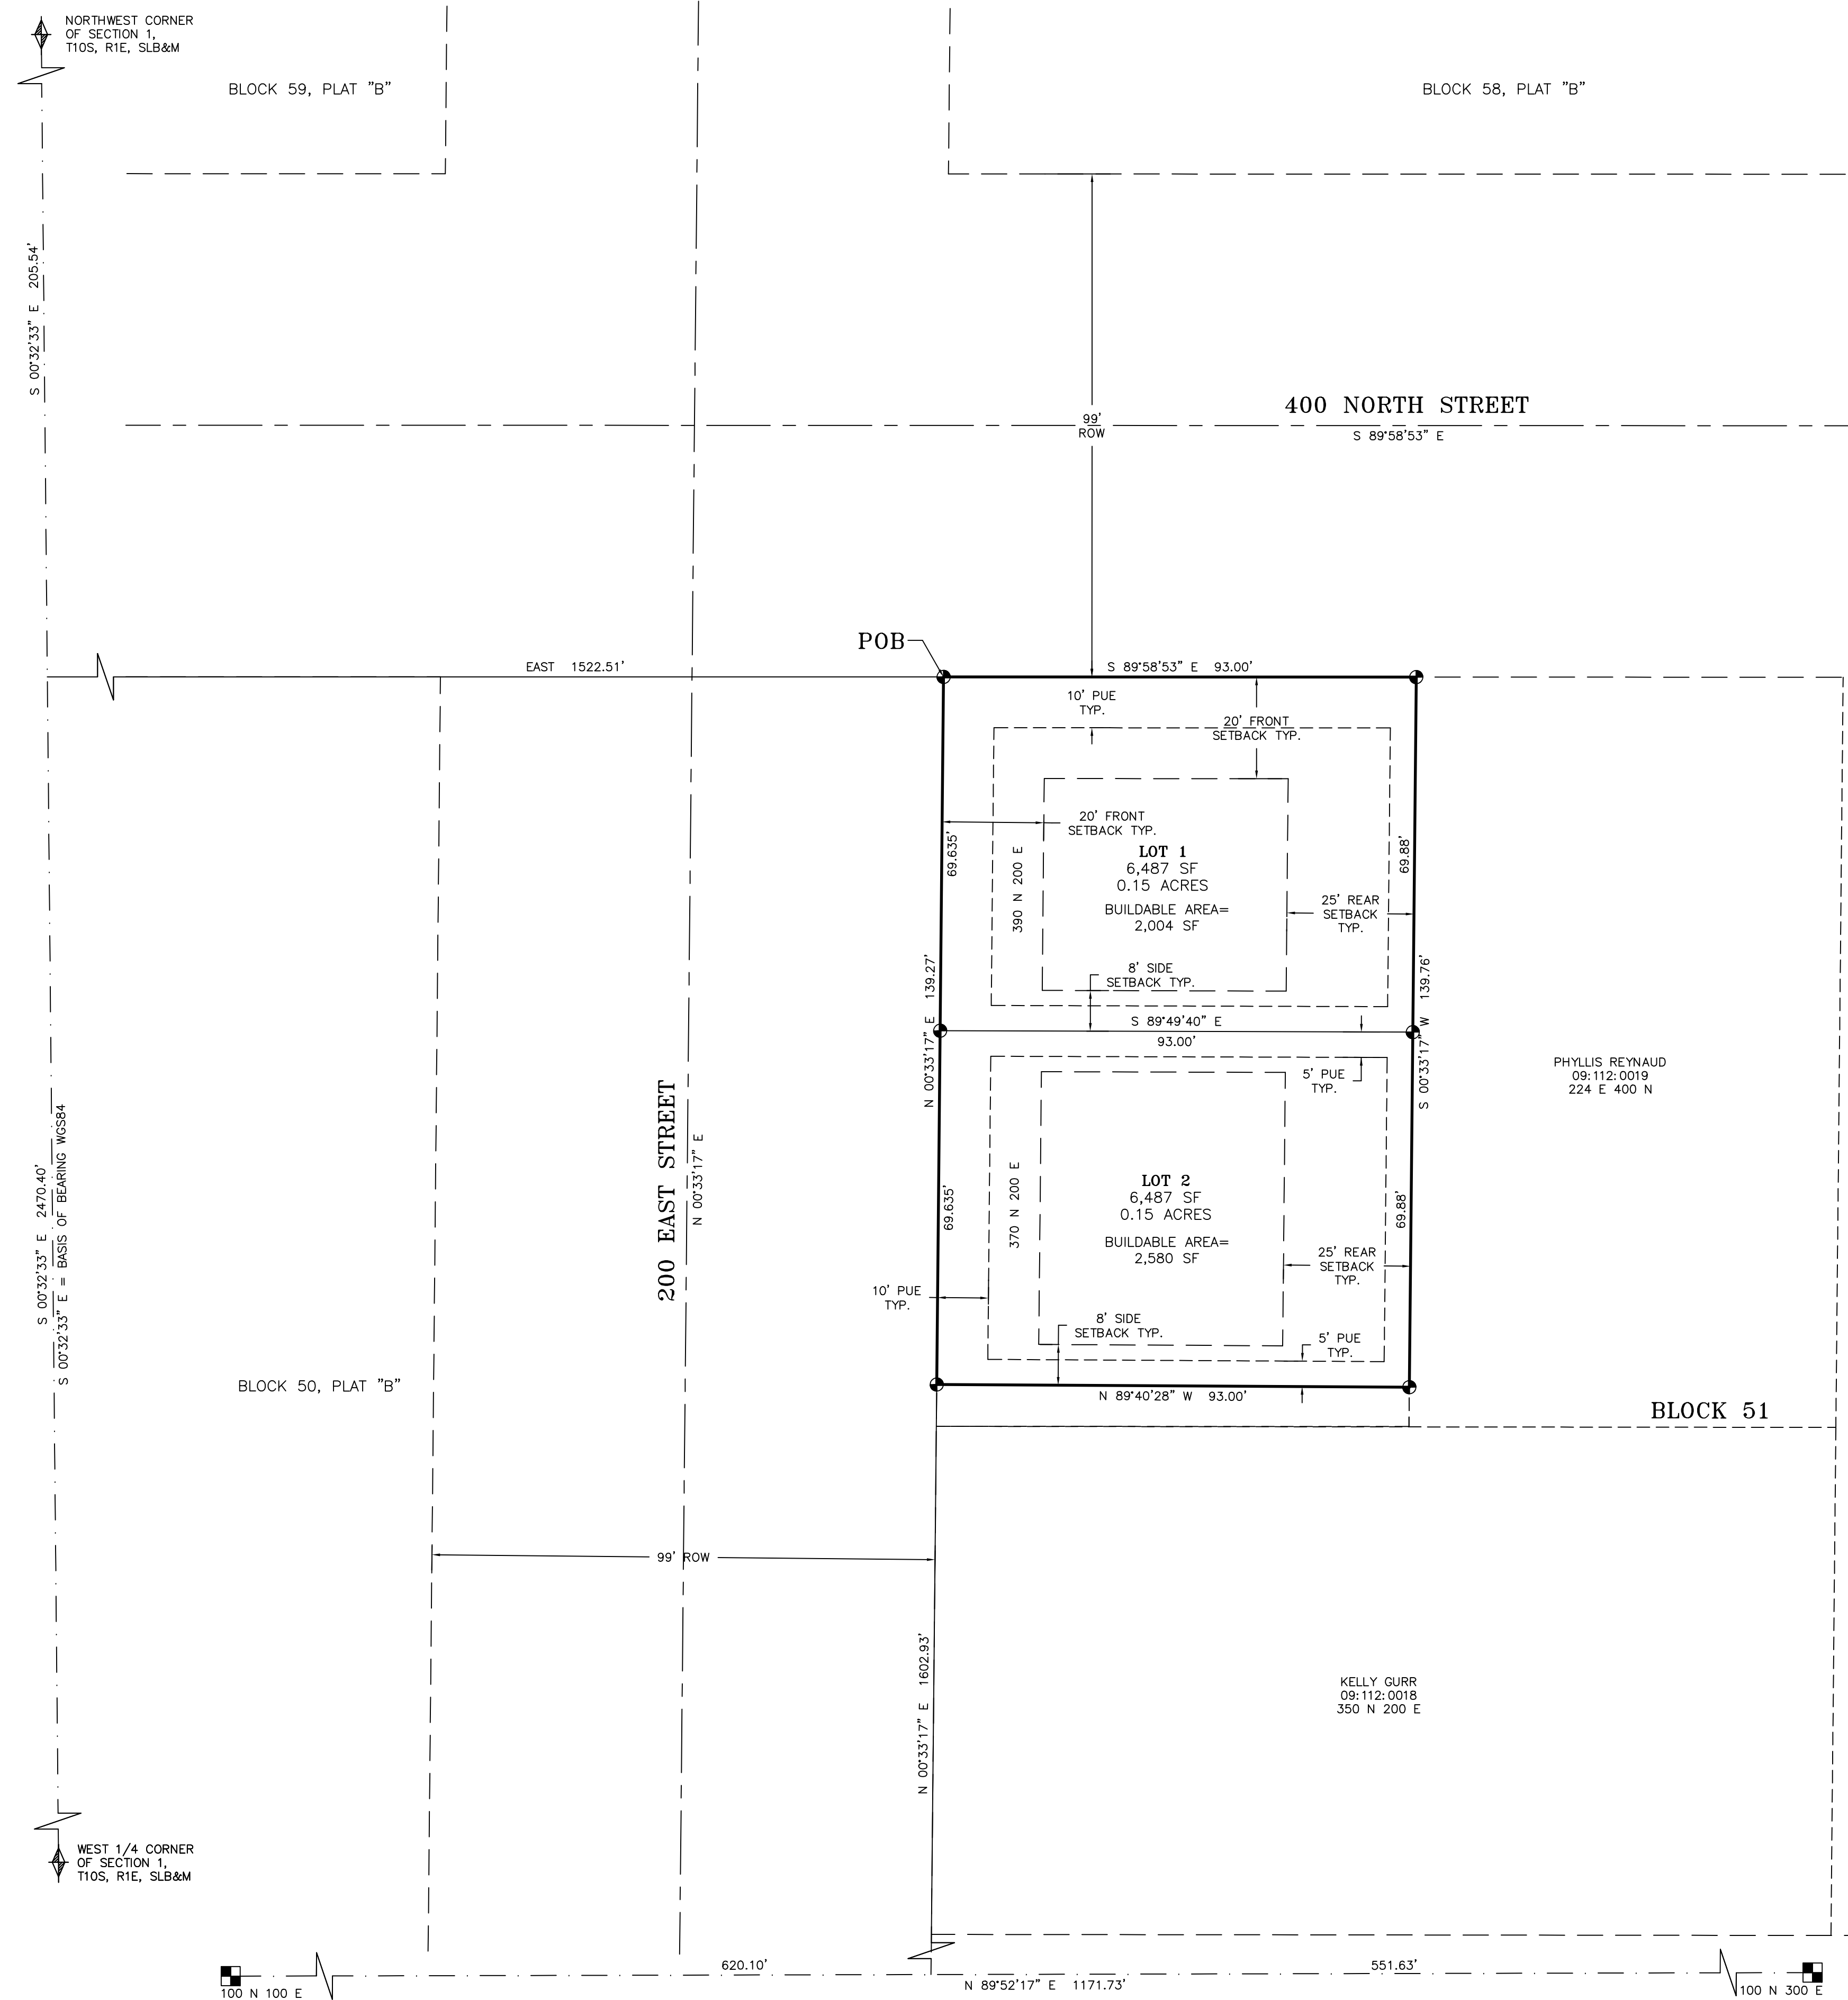 NORTHWEST CORNER
OF SECTION 1,
T10S, R1E, SLB&M
BLOCK 59, PLAT "B"
BLOCK 58, PLAT "B"
S 00°32'33" E 205.54'
400 NORTH STREET
S 89°58'53" E
99'
ROW
POB
EAST 1522.51'
S 89°58'53" E 93.00'
10' PUE
TYP.
20' FRONT
SETBACK TYP.
20' FRONT
SETBACK TYP.
69.635'
390 N 200 E
LOT 1
6,487 SF
0.15 ACRES
BUILDABLE AREA=
2,004 SF
69.88'
25' REAR
SETBACK
TYP.
8' SIDE
SETBACK TYP.
N 00°33'17" E 139.27'
S 00°33'17" W 139.76'
S 89°49'40" E
93.00'
5' PUE
TYP.
PHYLLIS REYNAUD
09:112:0019
224 E 400 N
200 EAST STREET
N 00°33'17" E
S 00°32'33" E 2470.40'
S 00°32'33" E = BASIS OF BEARING WGS84
69.635'
370 N 200 E
LOT 2
6,487 SF
0.15 ACRES
BUILDABLE AREA=
2,580 SF
69.88'
25' REAR
SETBACK
TYP.
10' PUE
TYP.
8' SIDE
SETBACK TYP.
5' PUE
TYP.
BLOCK 50, PLAT "B"
N 89°40'28" W 93.00'
BLOCK 51
99' ROW
N 00°33'17" E 1602.93'
KELLY GURR
09:112:0018
350 N 200 E
WEST 1/4 CORNER
OF SECTION 1,
T10S, R1E, SLB&M
620.10'
551.63'
N 89°52'17" E 1171.73'
100 N 100 E
100 N 300 E